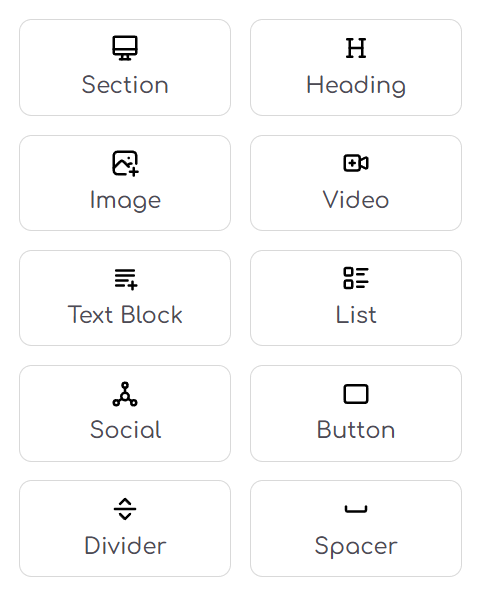 Section
Heading
Image
Video
Text Block
List
Social
Button
Divider
Spacer